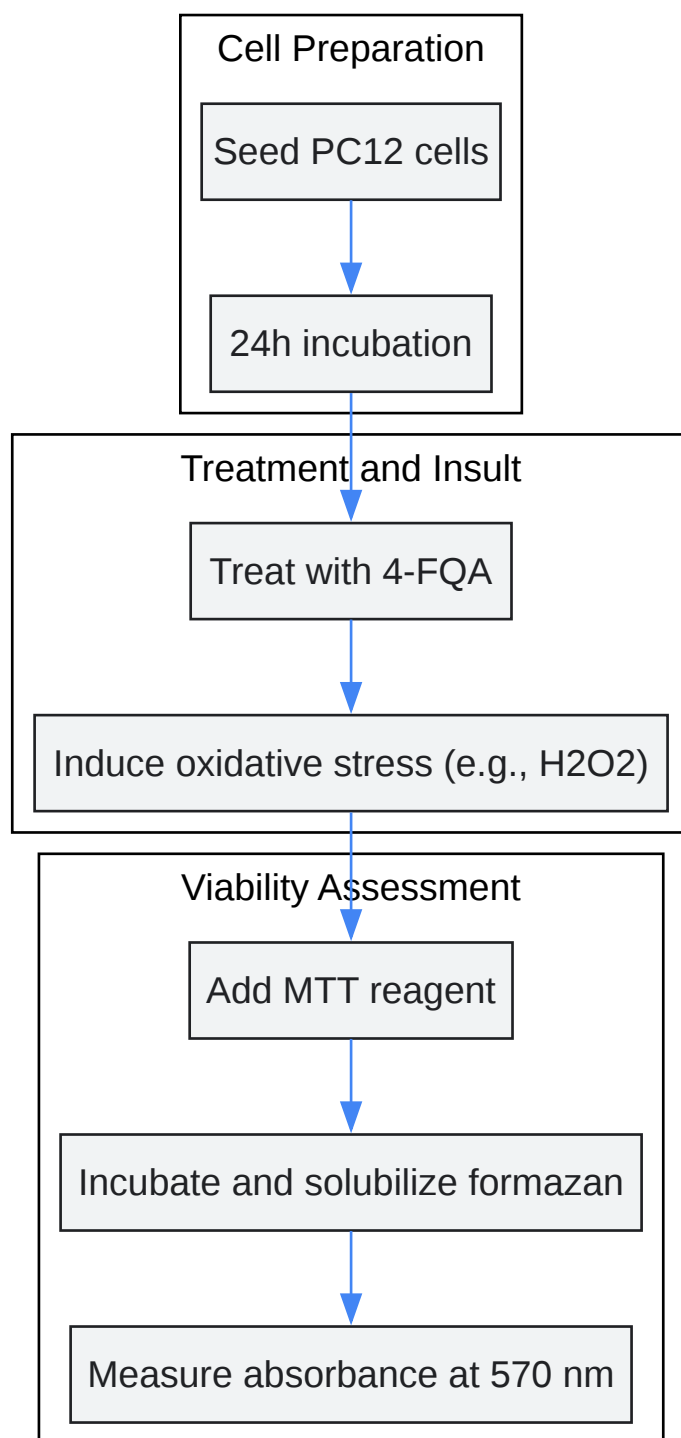 Cell Preparation
Seed PC12 cells
24h incubation
Treatment and Insult
Treat with 4-FQA
Induce oxidative stress (e.g., H2O2)
Viability Assessment
Add MTT reagent
Incubate and solubilize formazan
Measure absorbance at 570 nm